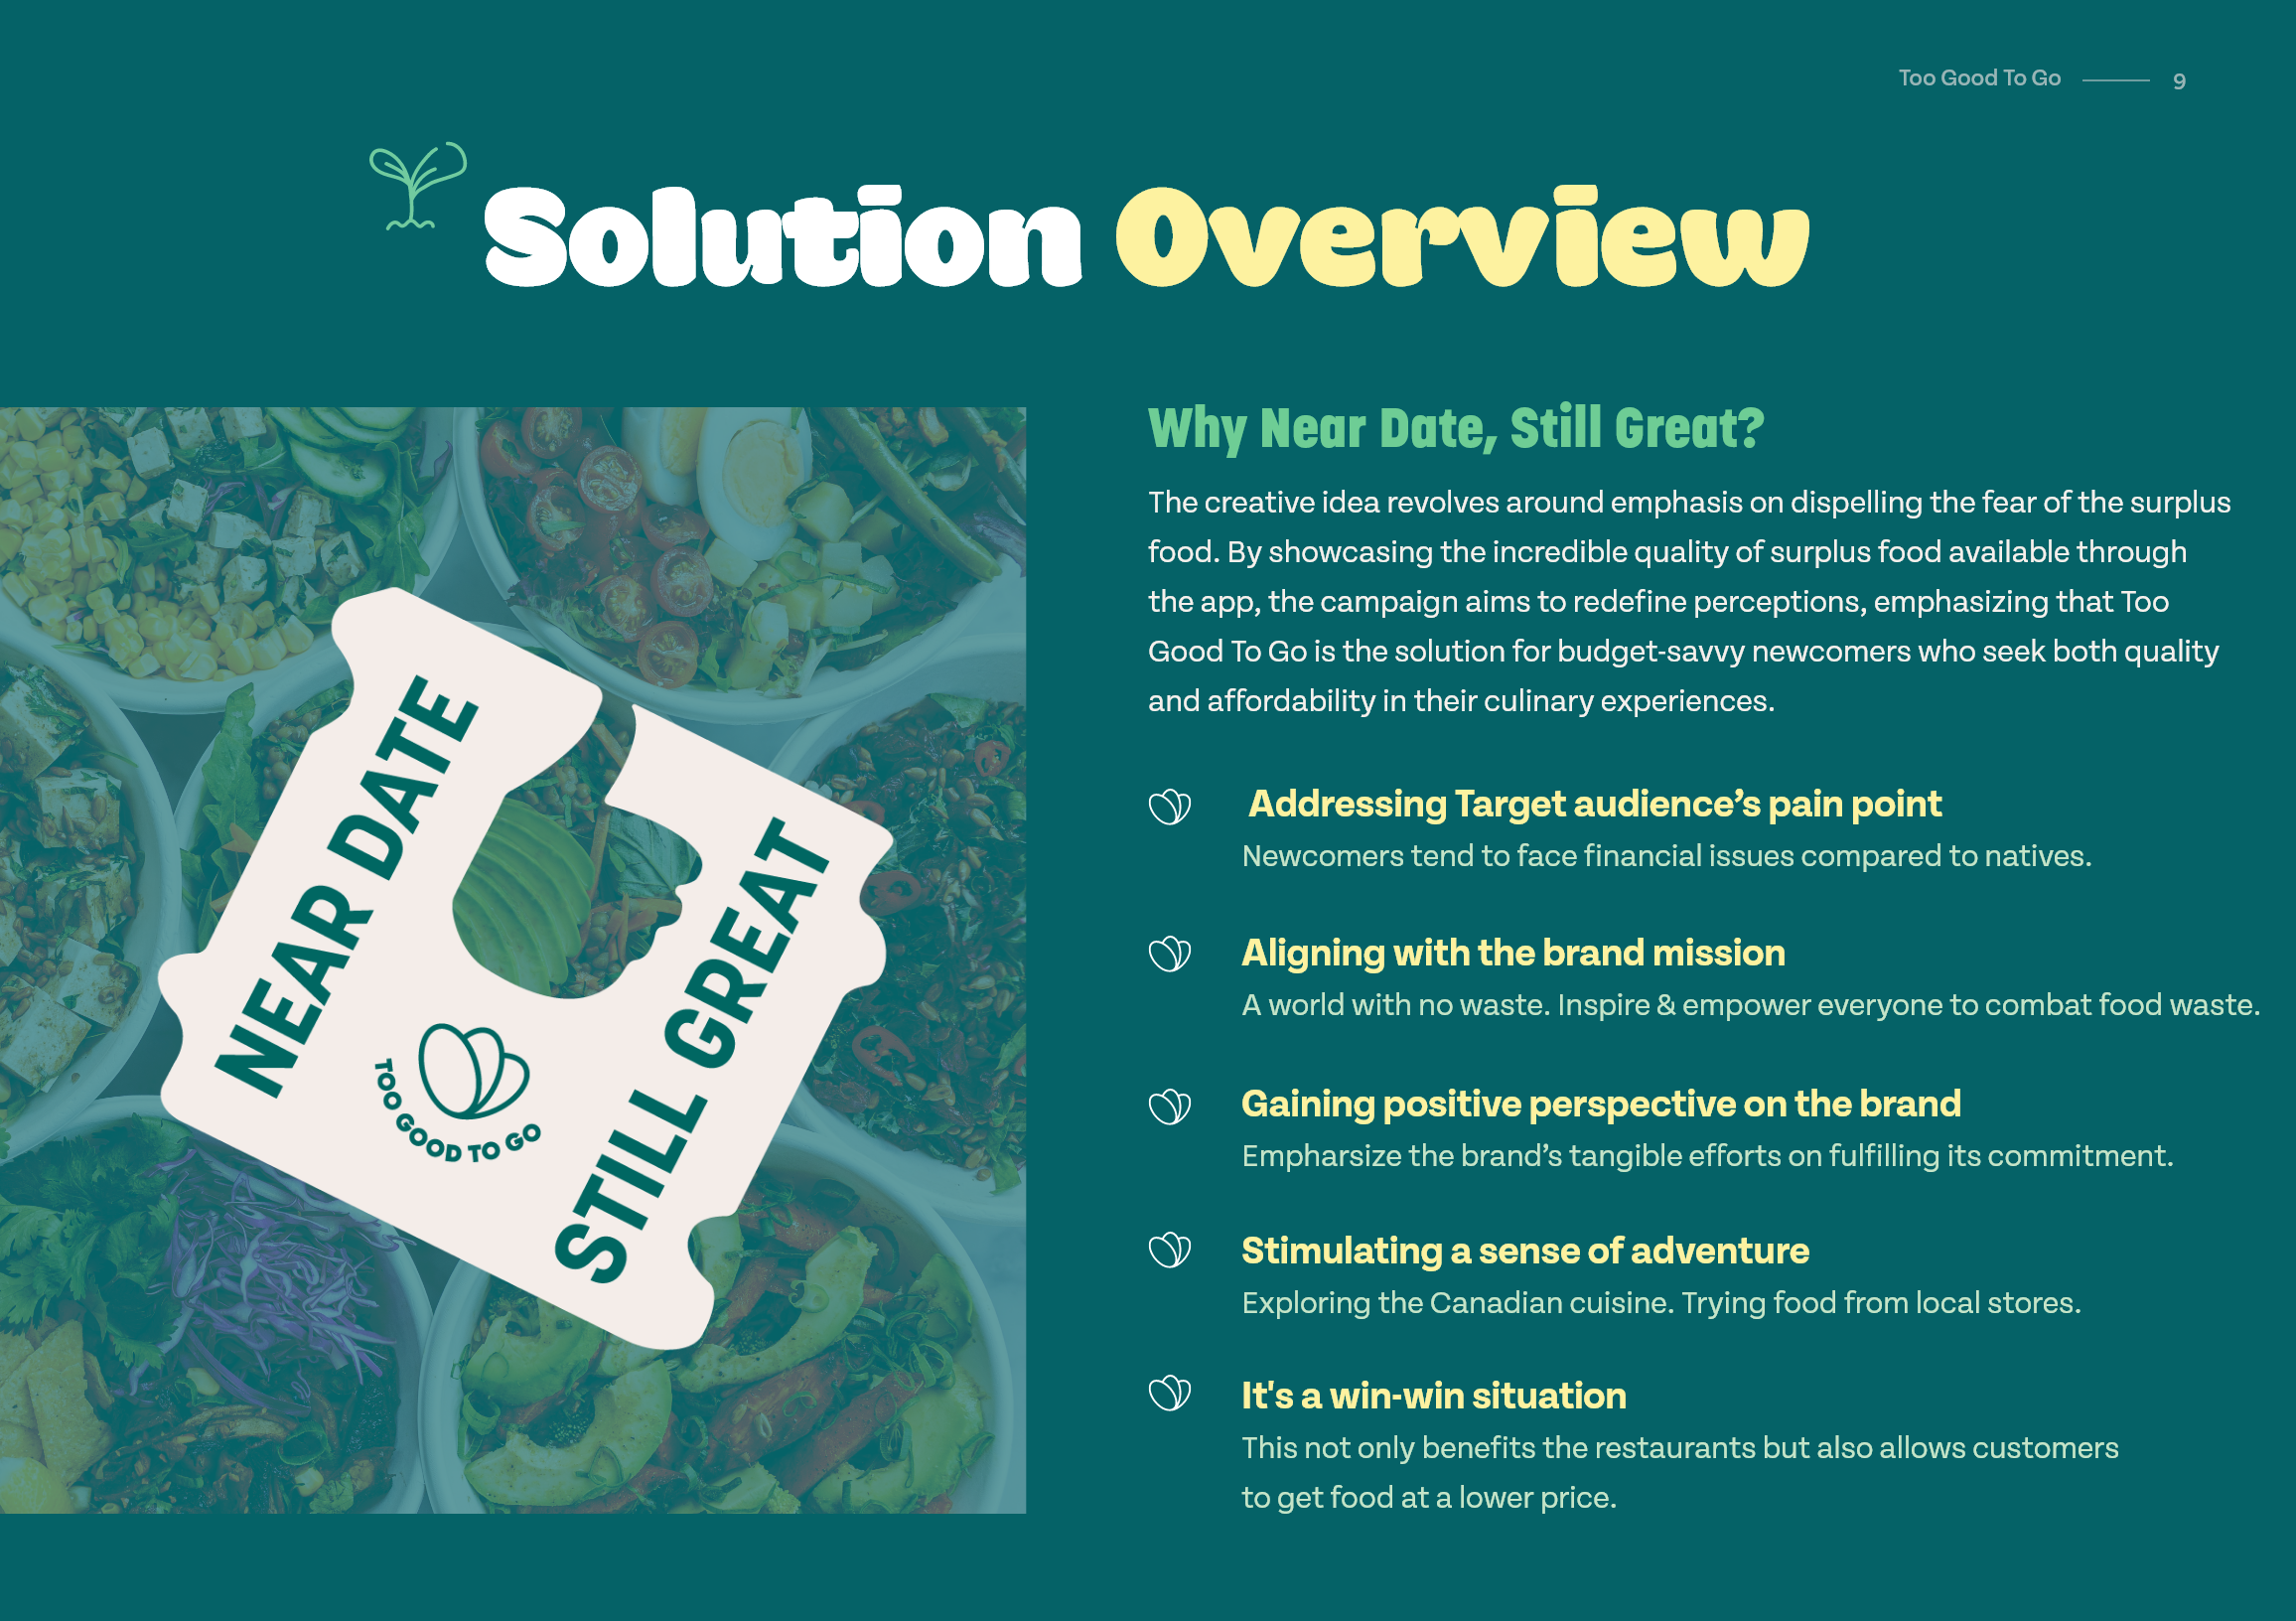 Too Good To Go
9
Solution Overview
NEAR DATE
STILL GREAT
TOO GOOD TO GO
Why Near Date, Still Great?
The creative idea revolves around emphasis on dispelling the fear of the surplus
food. By showcasing the incredible quality of surplus food available through
the app, the campaign aims to redefine perceptions, emphasizing that Too
Good To Go is the solution for budget-savvy newcomers who seek both quality
and affordability in their culinary experiences.
Addressing Target audience’s pain point
Newcomers tend to face financial issues compared to natives.
Aligning with the brand mission
A world with no waste. Inspire & empower everyone to combat food waste.
Gaining positive perspective on the brand
Empharsize the brand’s tangible efforts on fulfilling its commitment.
Stimulating a sense of adventure
Exploring the Canadian cuisine. Trying food from local stores.
It's a win-win situation
This not only benefits the restaurants but also allows customers
to get food at a lower price.